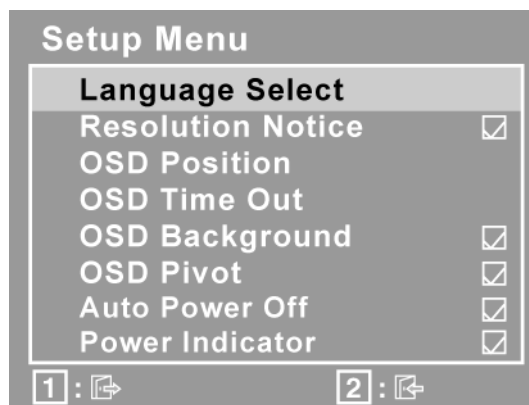 Setup Menu
Language Select
Resolution Notice
OSD Position
OSD Time Out
OSD Background
OSD Pivot
Auto Power Off
Power Indicator
1 : 2 :